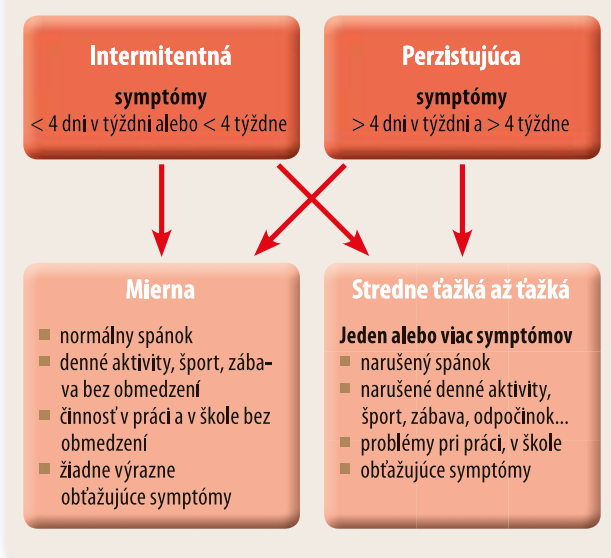 Intermitentná
symptómy
< 4 dni v týždni alebo < 4 týždne
Perzistujúca
symptómy
> 4 dni v týždni a > 4 týždne
Mierna
normálny spánok
denné aktivity, šport, zába-
va bez obmedzení
činnosť v práci a v škole bez
obmedzení
žiadne výrazne
obťažujúce symptómy
Stredne ťažká až ťažká
Jeden alebo viac symptómov
narušený spánok
narušené denné aktivity,
šport, zábava, odpočinok...
problémy pri práci, v škole
obťažujúce symptómy